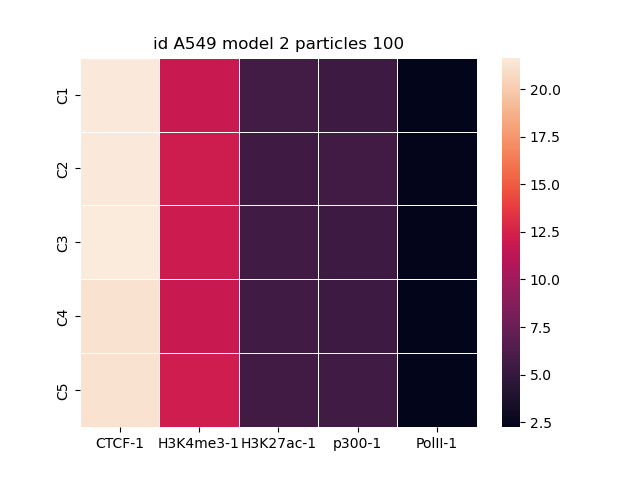 id A549 model 2 particles 100
C1
C2
C3
C4
C5
CTCF-1 H3K4me3-1 H3K27ac-1 p300-1 PolII-1
20.0
17.5
15.0
12.5
10.0
7.5
5.0
2.5